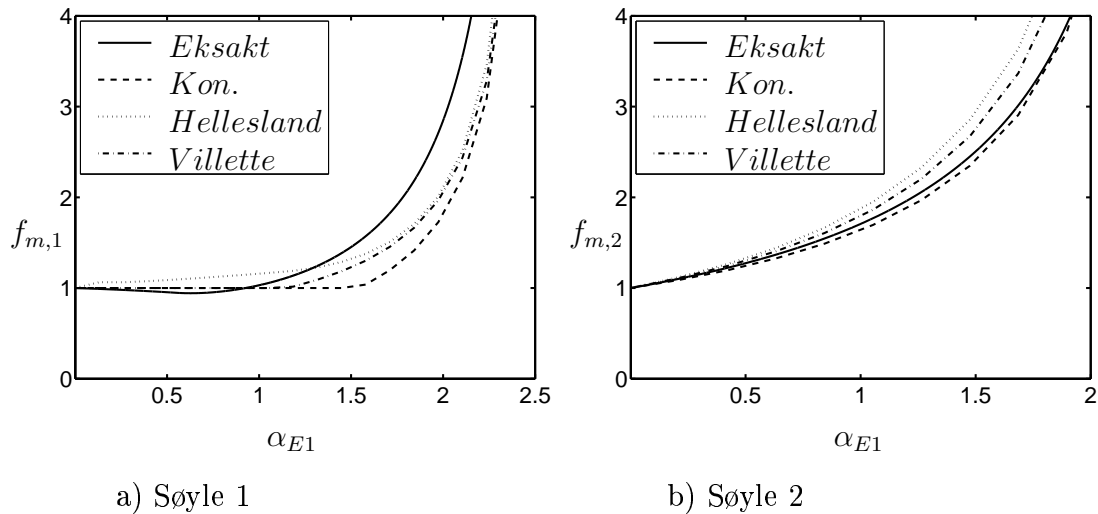 4
3
2
1
0
f_{m,1}
Eksakt
Kon.
Hellesland
Villette
0.5 1 1.5 2 2.5
α_{E1}
a) Søyle 1
4
3
2
1
0
f_{m,2}
Eksakt
Kon.
Hellesland
Villette
0.5 1 1.5 2
α_{E1}
b) Søyle 2